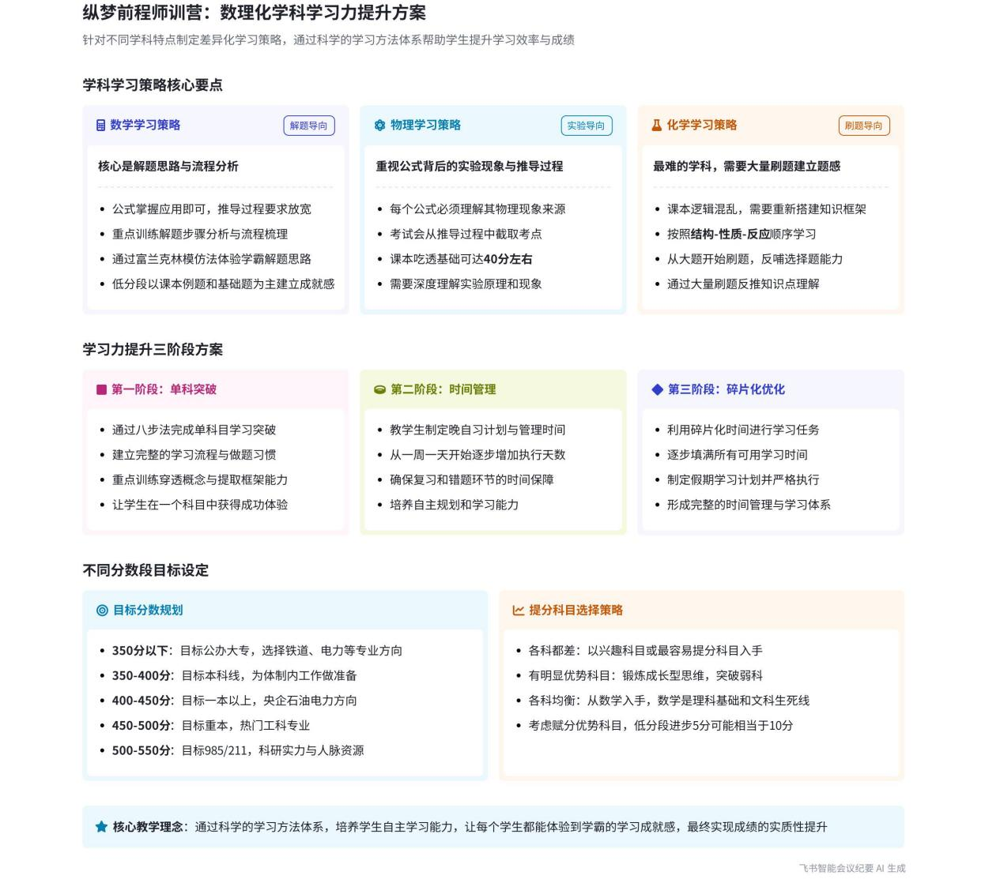 纵梦前程师训营：数理化学科学习力提升方案
针对不同学科特点制定差异化学习策略，通过科学的学习方法体系帮助学生提升学习效率与成绩
学科学习策略核心要点
数学学习策略
解题导向
核心是解题思路与流程分析
• 公式掌握应用即可，推导过程要求放宽
• 重点训练解题步骤分析与流程梳理
• 通过富兰克林模仿法体验学霸解题思路
• 低分段以课本例题和基础题为主建立成就感
物理学习策略
实验导向
重视公式背后的实验现象与推导过程
• 每个公式必须理解其物理现象来源
• 考试会从推导过程中截取考点
• 课本吃透基础可达40分左右
• 需要深度理解实验原理和现象
化学学习策略
刷题导向
最难的学科，需要大量刷题建立题感
• 课本逻辑混乱，需要重新搭建知识框架
• 按照结构-性质-反应顺序学习
• 从大题开始刷题，反哺选择题能力
• 通过大量刷题反推知识点理解
学习力提升三阶段方案
第一阶段：单科突破
• 通过八步法完成单科目学习突破
• 建立完整的学习流程与做题习惯
• 重点训练穿透概念与提取框架能力
• 让学生在一个科目中获得成功体验
第二阶段：时间管理
• 教学生制定晚自习计划与管理时间
• 从一周一天开始逐步增加执行天数
• 确保复习和错题环节的时间保障
• 培养自主规划和学习能力
第三阶段：碎片化优化
• 利用碎片化时间进行学习任务
• 逐步填满所有可用学习时间
• 制定假期学习计划并严格执行
• 形成完整的时间管理与学习体系
不同分数段目标设定
目标分数规划
• 350分以下：目标公办大专，选择铁道、电力等专业方向
• 350-400分：目标本科线，为体制内工作做准备
• 400-450分：目标一本以上，央企石油电力方向
• 450-500分：目标重本，热门工科专业
• 500-550分：目标985/211，科研实力与人脉资源
提分科目选择策略
• 各科都差：以兴趣科目或最容易提分科目入手
• 有明显优势科目：锻炼成长型思维，突破弱科
• 各科均衡：从数学入手，数学是理科基础和文科生死线
• 考虑赋分优势科目，低分段进步5分可能相当于10分
核心教学理念：通过科学的学习方法体系，培养学生自主学习能力，让每个学生都能体验到学霸的学习成就感，最终实现成绩的实质性提升
飞书智能会议纪要 AI 生成